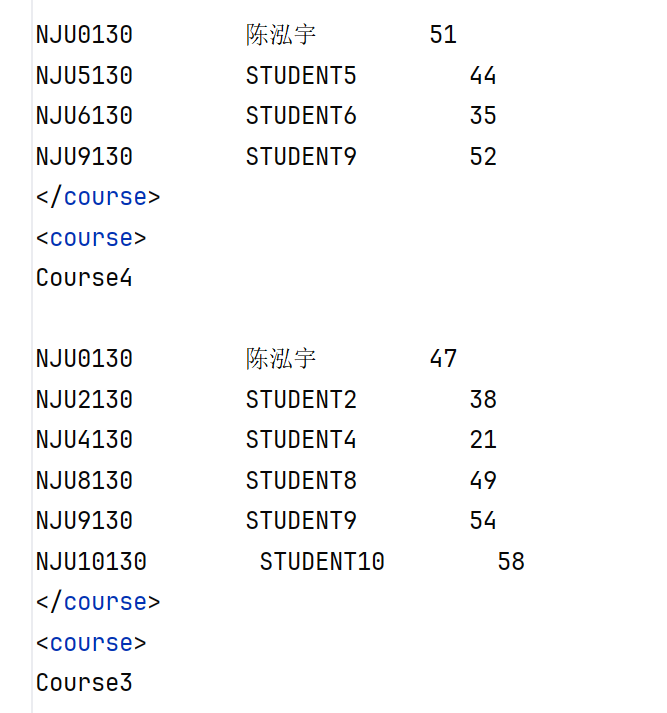 NJU0130 陈泓宇 51
NJU5130 STUDENT5 44
NJU6130 STUDENT6 35
NJU9130 STUDENT9 52
</course>
<course>
Course4
NJU0130 陈泓宇 47
NJU2130 STUDENT2 38
NJU4130 STUDENT4 21
NJU8130 STUDENT8 49
NJU9130 STUDENT9 54
NJU10130 STUDENT10 58
</course>
<course>
Course3